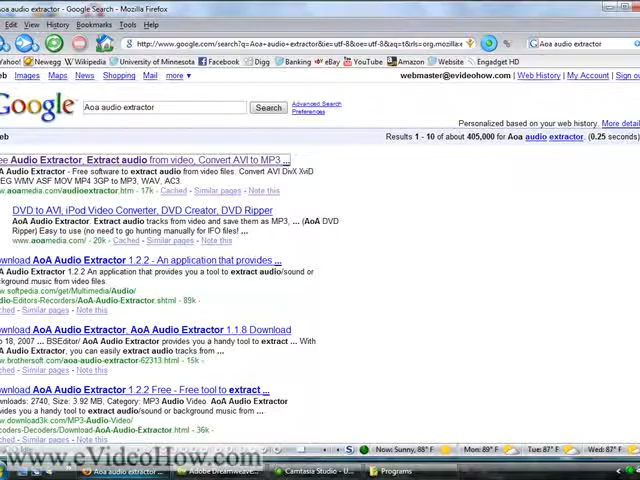 Aoa audio extractor - Google Search - Mozilla Firefox
Edit View History Bookmarks Tools Help
http://www.google.com/search?q=Aoa+audio+extractor&ie=utf-8&oe=utf-8&aq=t&rls=org.mozilla:
Aoa audio extractor
Yahoo! Newegg Wikipedia University of Minnesota Facebook Digg Banking eBay YouTube Amazon Website Engadget HD
eb Images Maps News Shopping Mail more ▼
webmaster@evideohow.com | Web History | My Account | Sign ou
Google
Aoa audio extractor Search
Advanced Search
Preferences
Personalized based on your web history. More detail
eb
Results 1 - 10 of about 405,000 for Aoa audio extractor. (0.25 seconds)
ee Audio Extractor, Extract audio from video, Convert AVI to MP3 ...
A Audio Extractor - Free software to extract audio from video files. Convert AVI DivX XviD
EG WMV ASF MOV MP4 3GP to MP3, WAV, AC3.
w.aoamedia.com/audioextractor.htm - 17k - Cached - Similar pages - Note this
DVD to AVI, iPod Video Converter, DVD Creator, DVD Ripper
AoA Audio Extractor. Extract audio tracks from video and save them as MP3, ... (AoA DVD
Ripper) Easy to use (no need to go hunting manually for IFO files! ...
www.aoamedia.com/ - 20k - Cached - Similar pages - Note this
wnload AoA Audio Extractor 1.2.2 - An application that provides ...
A Audio Extractor 1.2.2 An application that provides you a tool to extract audio/sound or
ckground music from video files
w.softpedia.com/get/Multimedia/Audio/
dio-Editors-Recorders/AoA-Audio-Extractor.shtml - 89k -
ched - Similar pages - Note this
wnload AoA Audio Extractor, AoA Audio Extractor 1.1.8 Download
p 18, 2007 ... BSEditor/ AoA Audio Extractor provides you a handy tool to extract ... With
A Audio Extractor, you can easily extract audio tracks from ...
w.brothersoft.com/aoa-audio-extractor-62313.html - 15k -
ched - Similar pages - Note this
wnload AoA Audio Extractor 1.2.2 Free - Free tool to extract ...
wnloads: 2740, Size: 3.92 MB, Category: MP3 Audio Video. AoA Audio Extractor
vides you a handy tool to extract audio/sound or background music from ...
w.download3k.com/MP3-Audio-Video/
coders-Decoders/Download-AoA-Audio-Extractor.html - 36k -
ched - Similar pages - Note this
Now: Sunny, 88° F Mon: 89° F Tue: 87° F Wed: 87° F
Aoa audio extractor ... Adobe Dreamweave... Camtasia Studio - U... Programs
www.eVideoHow.com